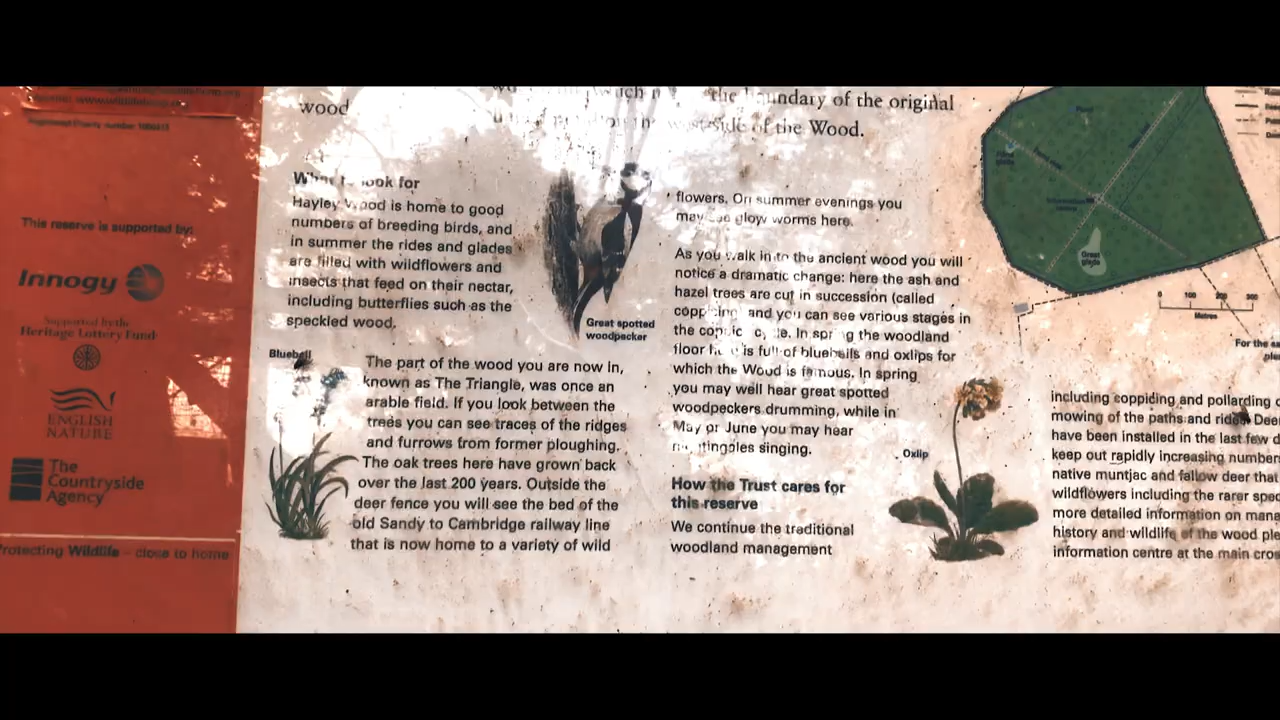 Registered Charity number
This reserve is supported by:
Innogy
Supported by the
Heritage Lottery Fund
ENGLISH
NATURE
The
Countryside
Agency
Protecting Wildlife – close to home
wood
the boundary of the original
west side of the Wood.
What to look for
Hayley Wood is home to good
numbers of breeding birds, and
in summer the rides and glades
are filled with wildflowers and
insects that feed on their nectar,
including butterflies such as the
speckled wood.
Great spotted
woodpecker
Bluebell
The part of the wood you are now in,
known as The Triangle, was once an
arable field. If you look between the
trees you can see traces of the ridges
and furrows from former ploughing.
The oak trees here have grown back
over the last 200 years. Outside the
deer fence you will see the bed of the
old Sandy to Cambridge railway line
that is now home to a variety of wild
flowers. On summer evenings you
may see glow worms here.
As you walk in to the ancient wood you will
notice a dramatic change: here the ash and
hazel trees are cut in succession (called
coppicing) and you can see various stages in
the coppice cycle. In spring the woodland
floor here is full of bluebells and oxlips for
which the Wood is famous. In spring
you may well hear great spotted
woodpeckers drumming, while in
May or June you may hear
nightingales singing.
How the Trust cares for
this reserve
We continue the traditional
woodland management
Oxlip
Pond
Great
glade
0 100 200 300
Metres
For the
including coppiding and pollarding
mowing of the paths and rides. Deer
have been installed in the last few
keep out rapidly increasing numbers
native muntjac and fallow deer that
wildflowers including the rarer
more detailed information on
history and wildlife of the wood
information centre at the main